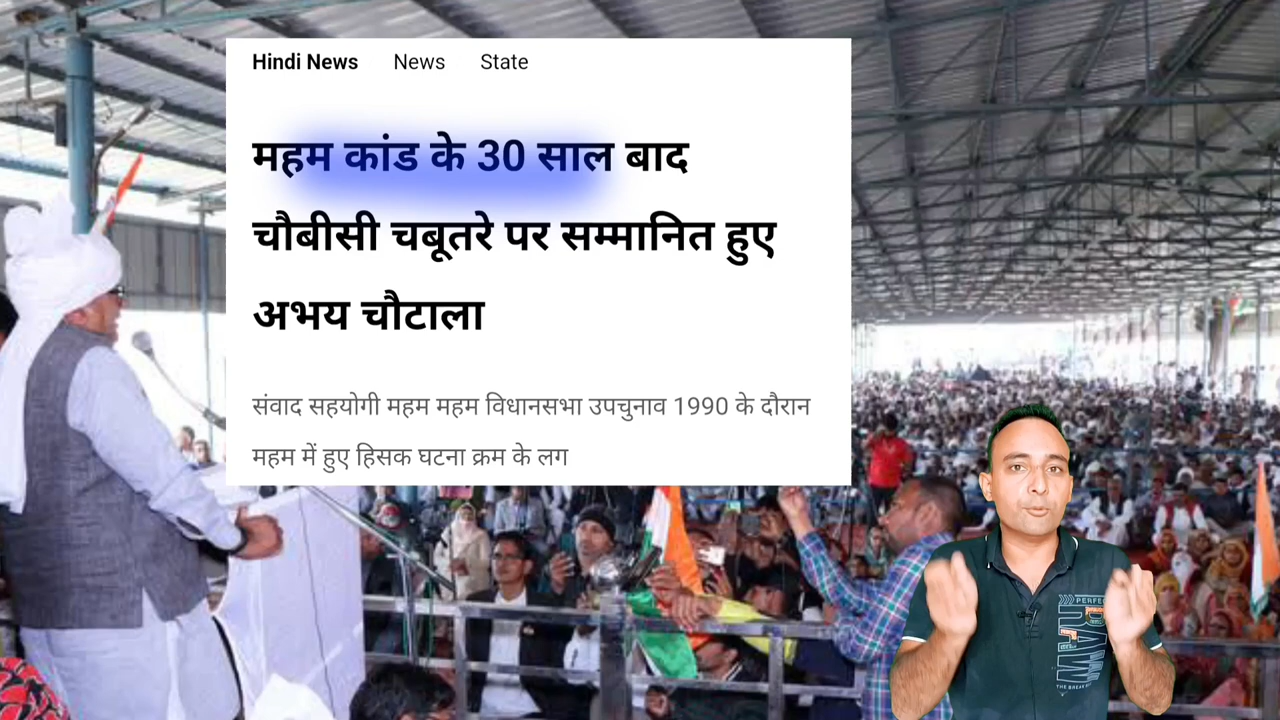 Hindi News News State
महम कांड के 30 साल बाद
चौबीसी चबूतरे पर सम्मानित हुए
अभय चौटाला
संवाद सहयोगी महम महम विधानसभा उपचुनाव 1990 के दौरान
महम में हुए हिसक घटना क्रम के लग
RAW